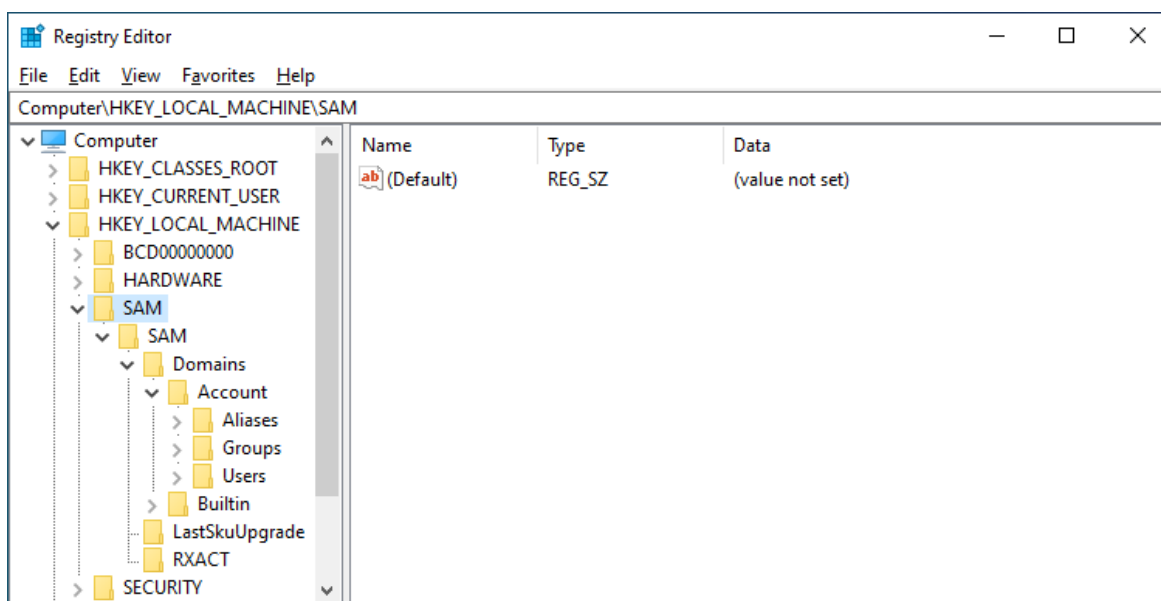 Registry Editor
File Edit View Favorites Help
Computer\HKEY_LOCAL_MACHINE\SAM
Computer
HKEY_CLASSES_ROOT
HKEY_CURRENT_USER
HKEY_LOCAL_MACHINE
BCD00000000
HARDWARE
SAM
SAM
Domains
Account
Aliases
Groups
Users
Builtin
LastSkuUpgrade
RXACT
SECURITY
Name Type Data
ab (Default) REG_SZ (value not set)